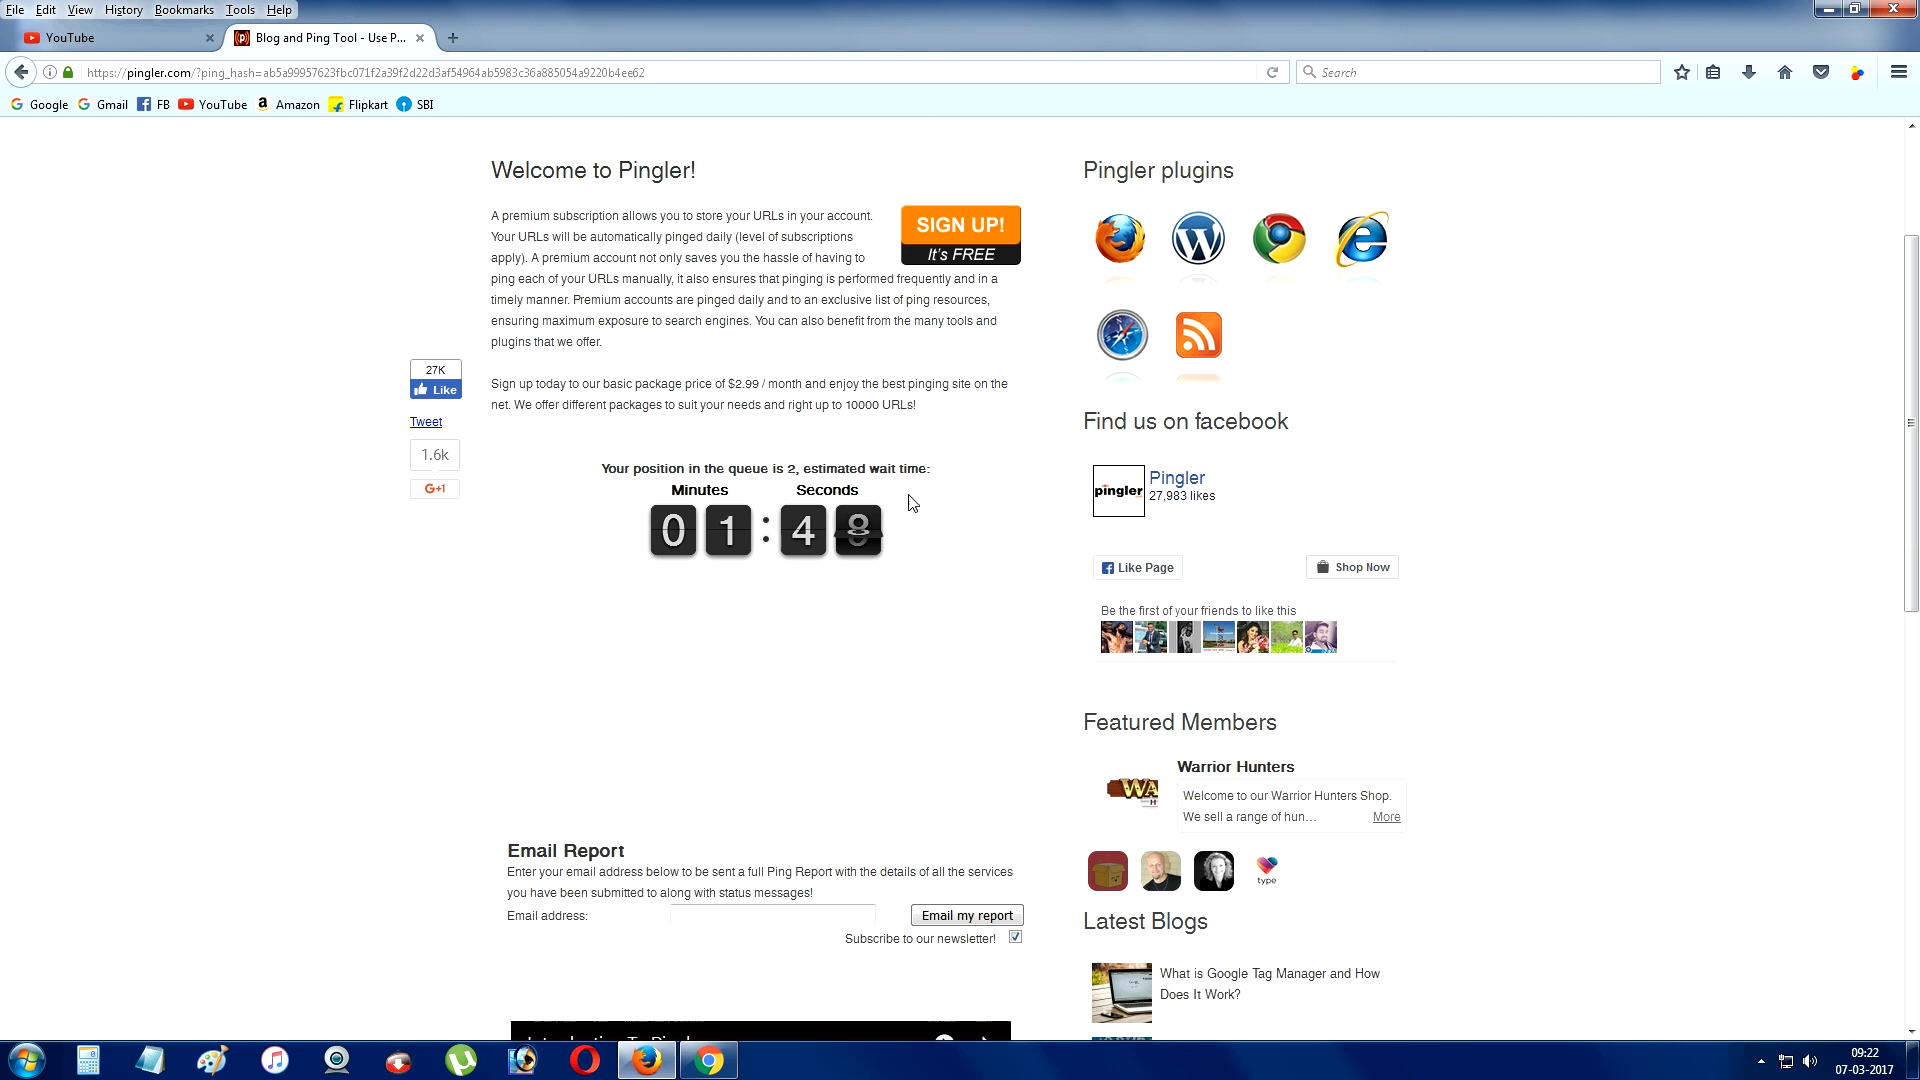 File Edit View History Bookmarks Tools Help
YouTube
Blog and Ping Tool - Use P...
https://pingler.com/?ping_hash=ab5a99957623fbc071f2a39f2d22d3af54964ab5983c36a885054a9220b4ee62
Search
Google Gmail FB YouTube Amazon Flipkart SBI
Welcome to Pingler!
A premium subscription allows you to store your URLs in your account.
Your URLs will be automatically pinged daily (level of subscriptions
apply). A premium account not only saves you the hassle of having to
ping each of your URLs manually, it also ensures that pinging is performed frequently and in a
timely manner. Premium accounts are pinged daily and to an exclusive list of ping resources,
ensuring maximum exposure to search engines. You can also benefit from the many tools and
plugins that we offer.
SIGN UP!
It's FREE
Sign up today to our basic package price of $2.99 / month and enjoy the best pinging site on the
net. We offer different packages to suit your needs and right up to 10000 URLs!
27K
Like
Tweet
1.6k
G+1
Your position in the queue is 2, estimated wait time:
Minutes Seconds
01:48
Email Report
Enter your email address below to be sent a full Ping Report with the details of all the services
you have been submitted to along with status messages!
Email address:
Email my report
Subscribe to our newsletter!
Pingler plugins
Find us on facebook
pingler
Pingler
27,983 likes
Like Page
Shop Now
Be the first of your friends to like this
Featured Members
WA
H
Warrior Hunters
Welcome to our Warrior Hunters Shop.
We sell a range of hun...
More
type
Latest Blogs
What is Google Tag Manager and How
Does It Work?
09:22
07-03-2017